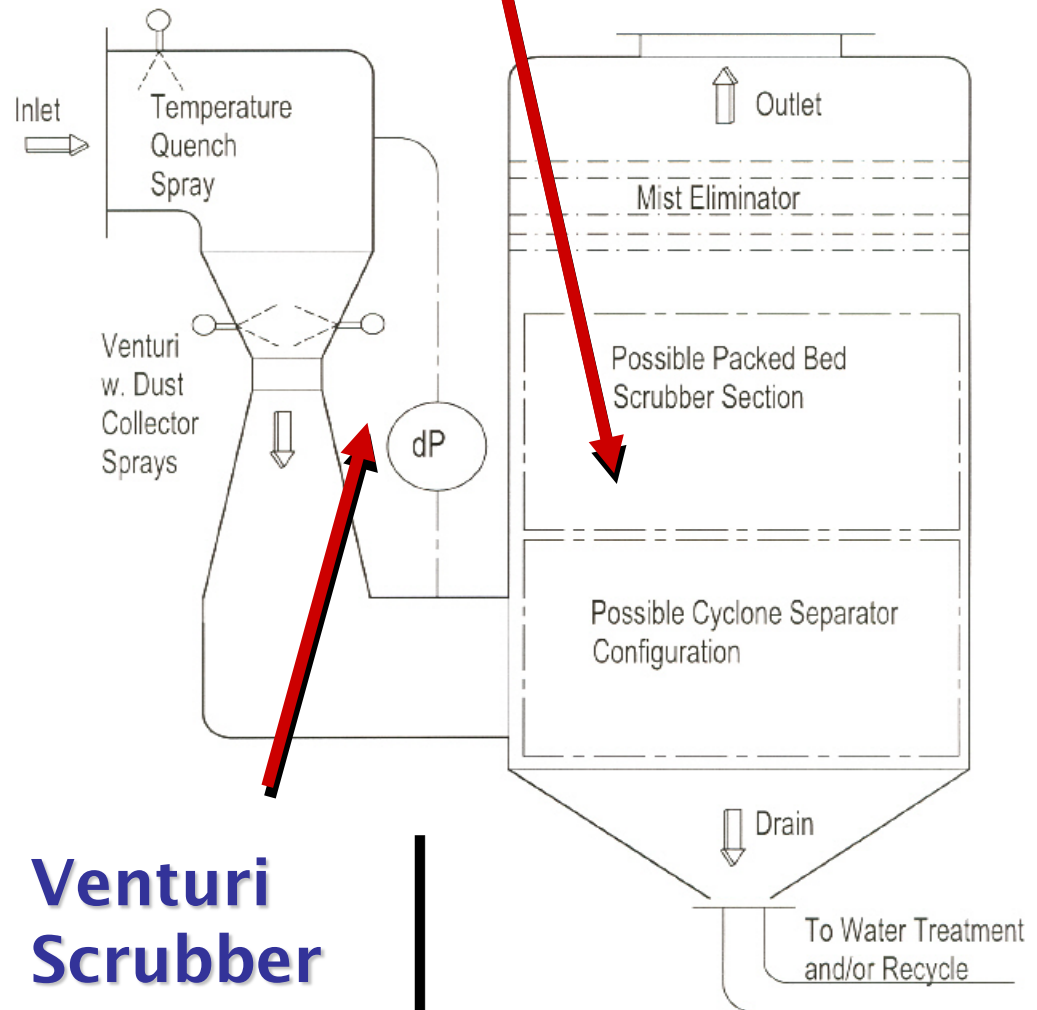 Inlet
Temperature
Quench
Spray
Outlet
Mist Eliminator
Venturi
w. Dust
Collector
Sprays
dP
Possible Packed Bed
Scrubber Section
Possible Cyclone Separator
Configuration
Drain
Venturi
Scrubber
To Water Treatment
and/or Recycle